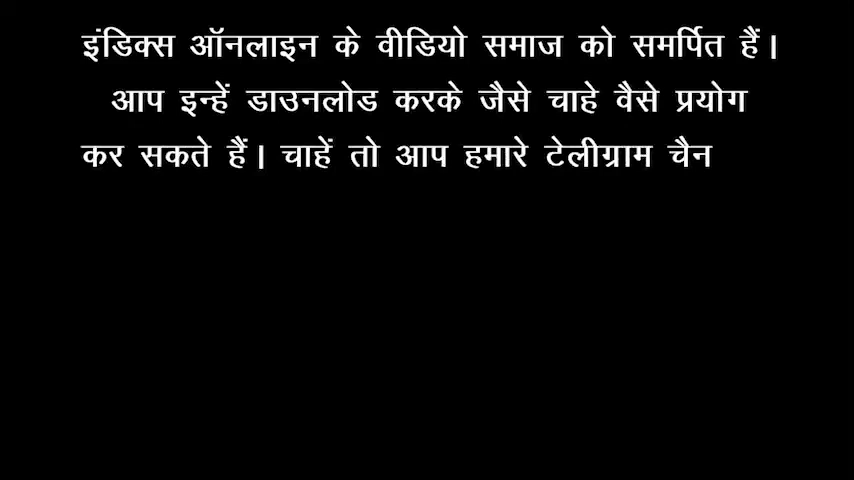 इंडिक्स ऑनलाइन के वीडियो समाज को समर्पित हैं।
आप इन्हें डाउनलोड करके जैसे चाहे वैसे प्रयोग
कर सकते हैं। चाहें तो आप हमारे टेलीग्राम चैन